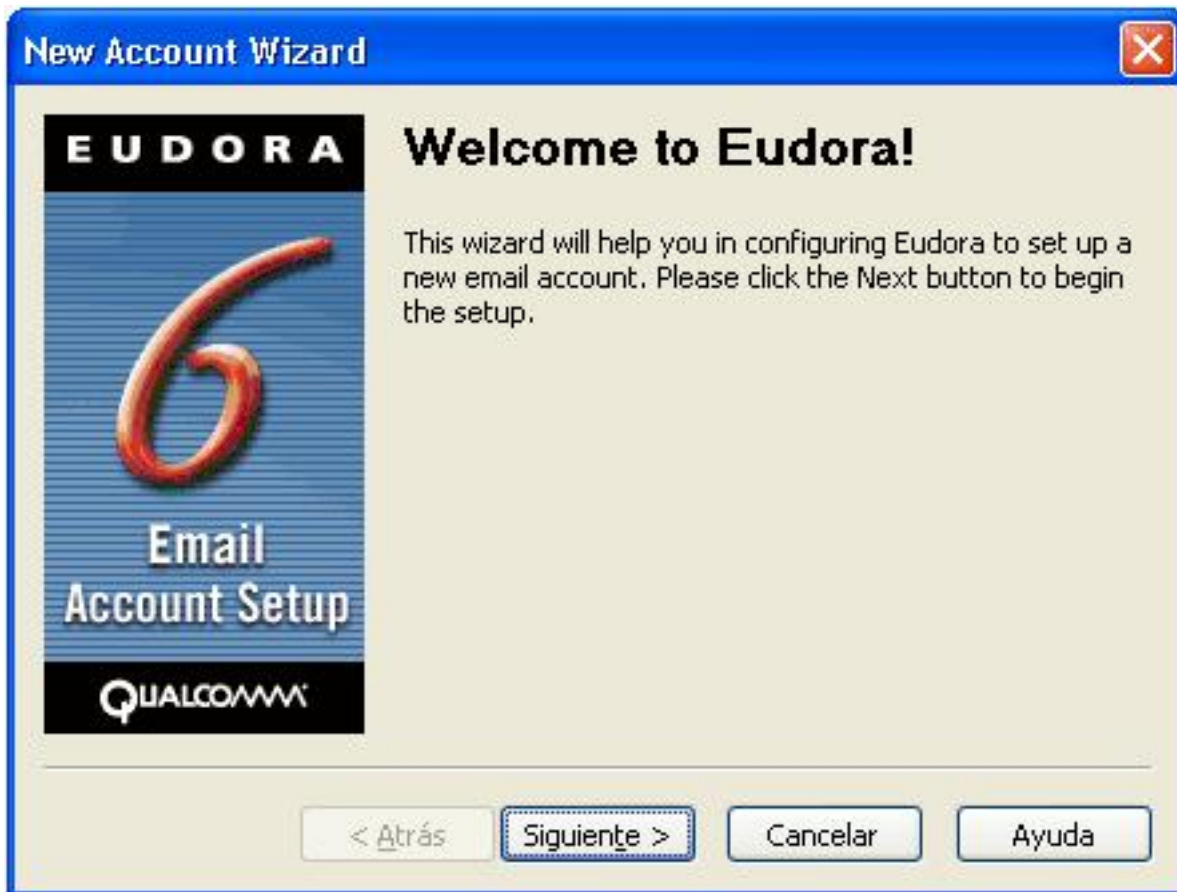 New Account Wizard
EUDORA
6
Email
Account Setup
QUALCOMM
Welcome to Eudora!
This wizard will help you in configuring Eudora to set up a
new email account. Please click the Next button to begin
the setup.
< Atrás
Siguiente >
Cancelar
Ayuda